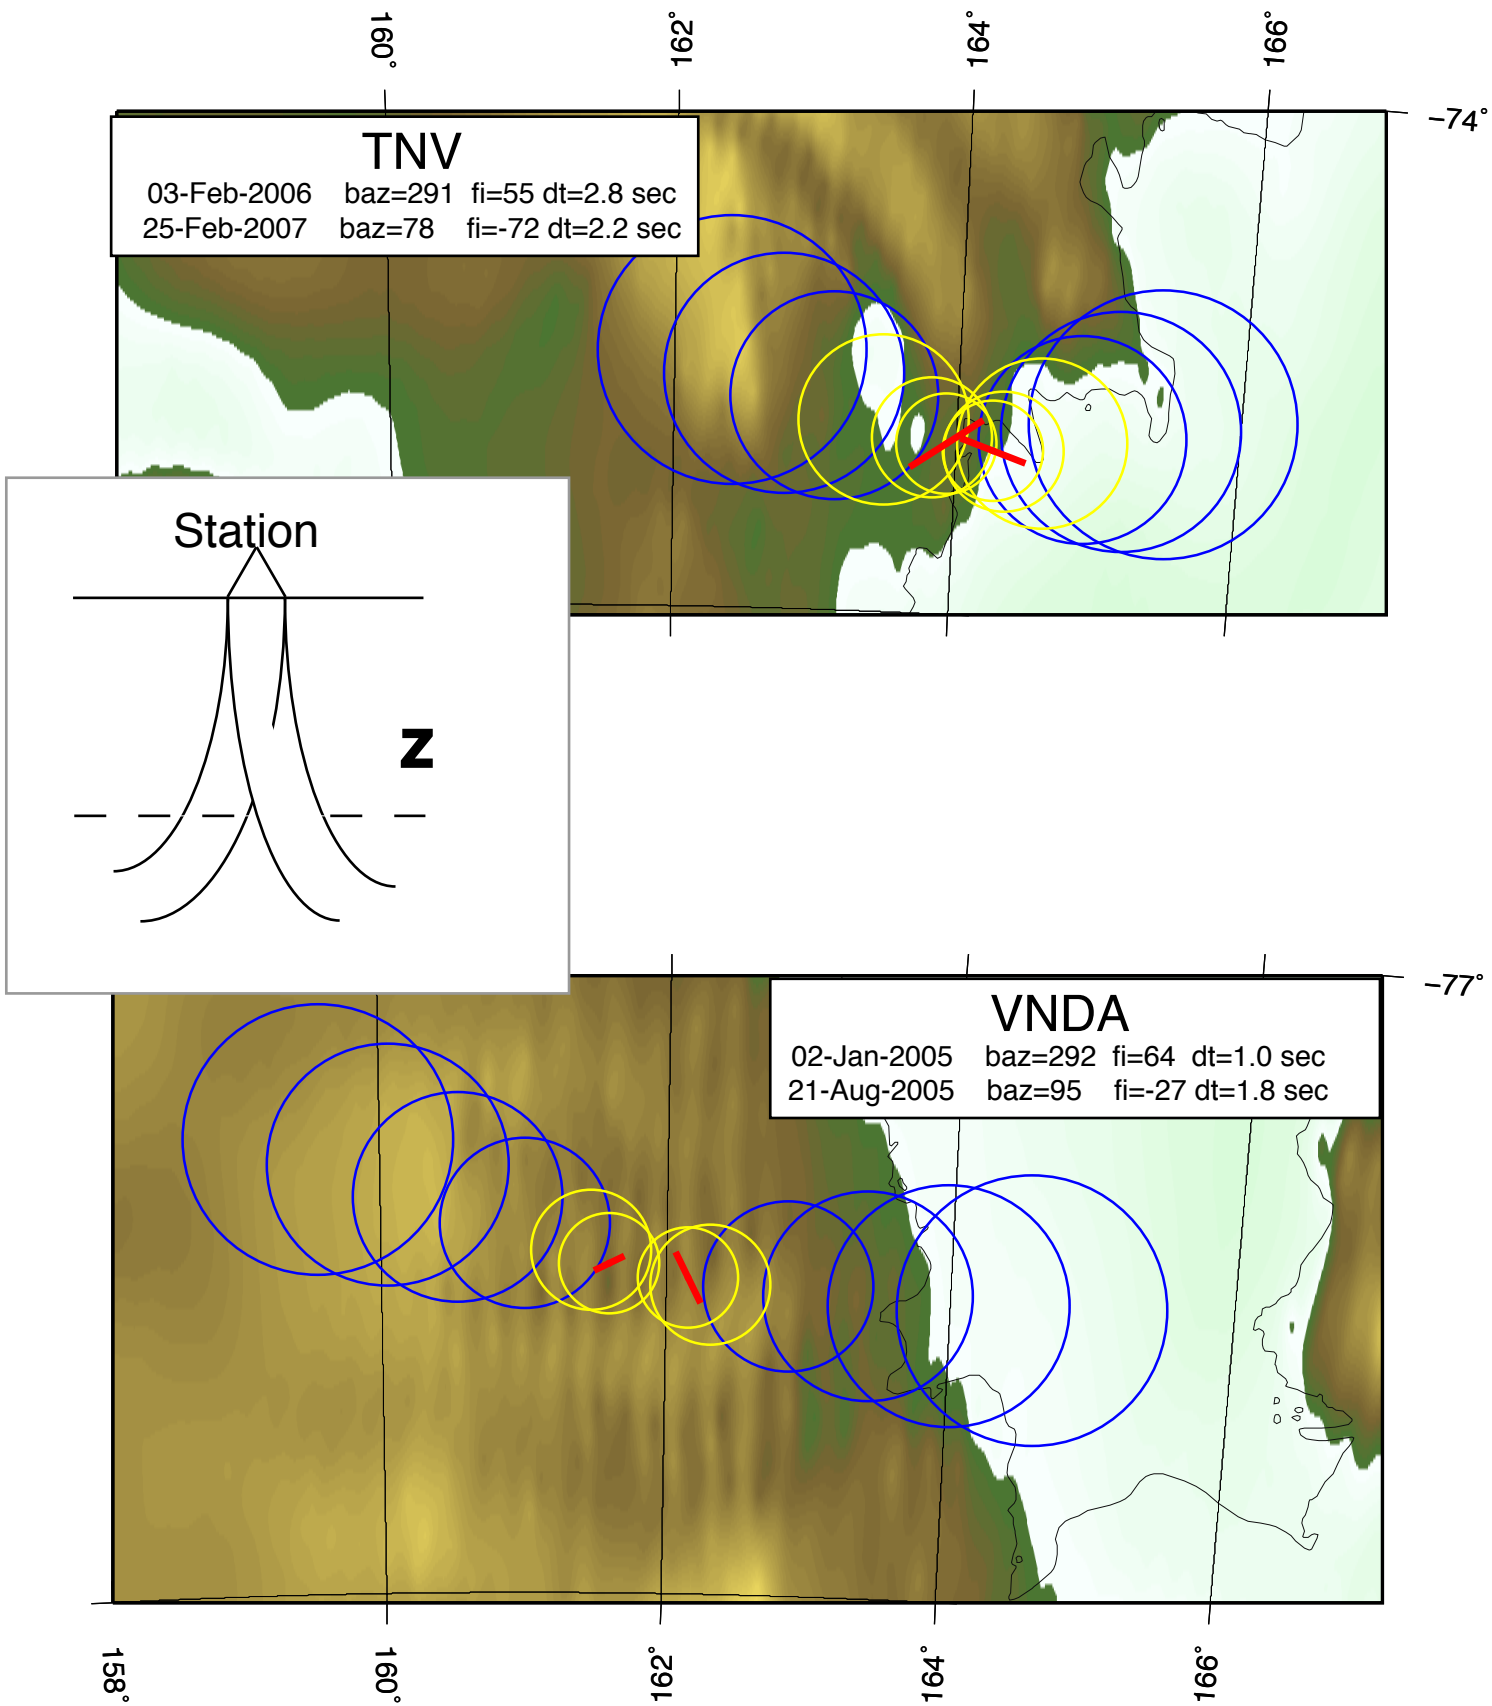 160°
162°
164°
166°
−74°
TNV
03-Feb-2006 baz=291 fi=55 dt=2.8 sec
25-Feb-2007 baz=78 fi=-72 dt=2.2 sec
Station
z
−77°
VNDA
02-Jan-2005 baz=292 fi=64 dt=1.0 sec
21-Aug-2005 baz=95 fi=-27 dt=1.8 sec
158°
160°
162°
164°
166°